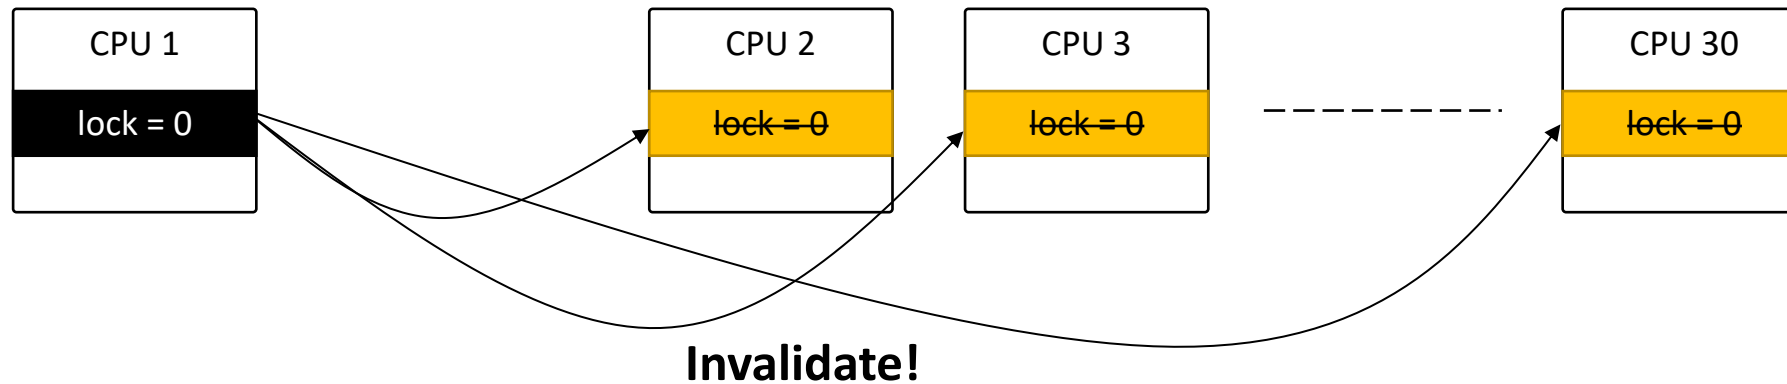 CPU 1
lock = 0
CPU 2
lock = 0
CPU 3
lock = 0
CPU 30
lock = 0
Invalidate!